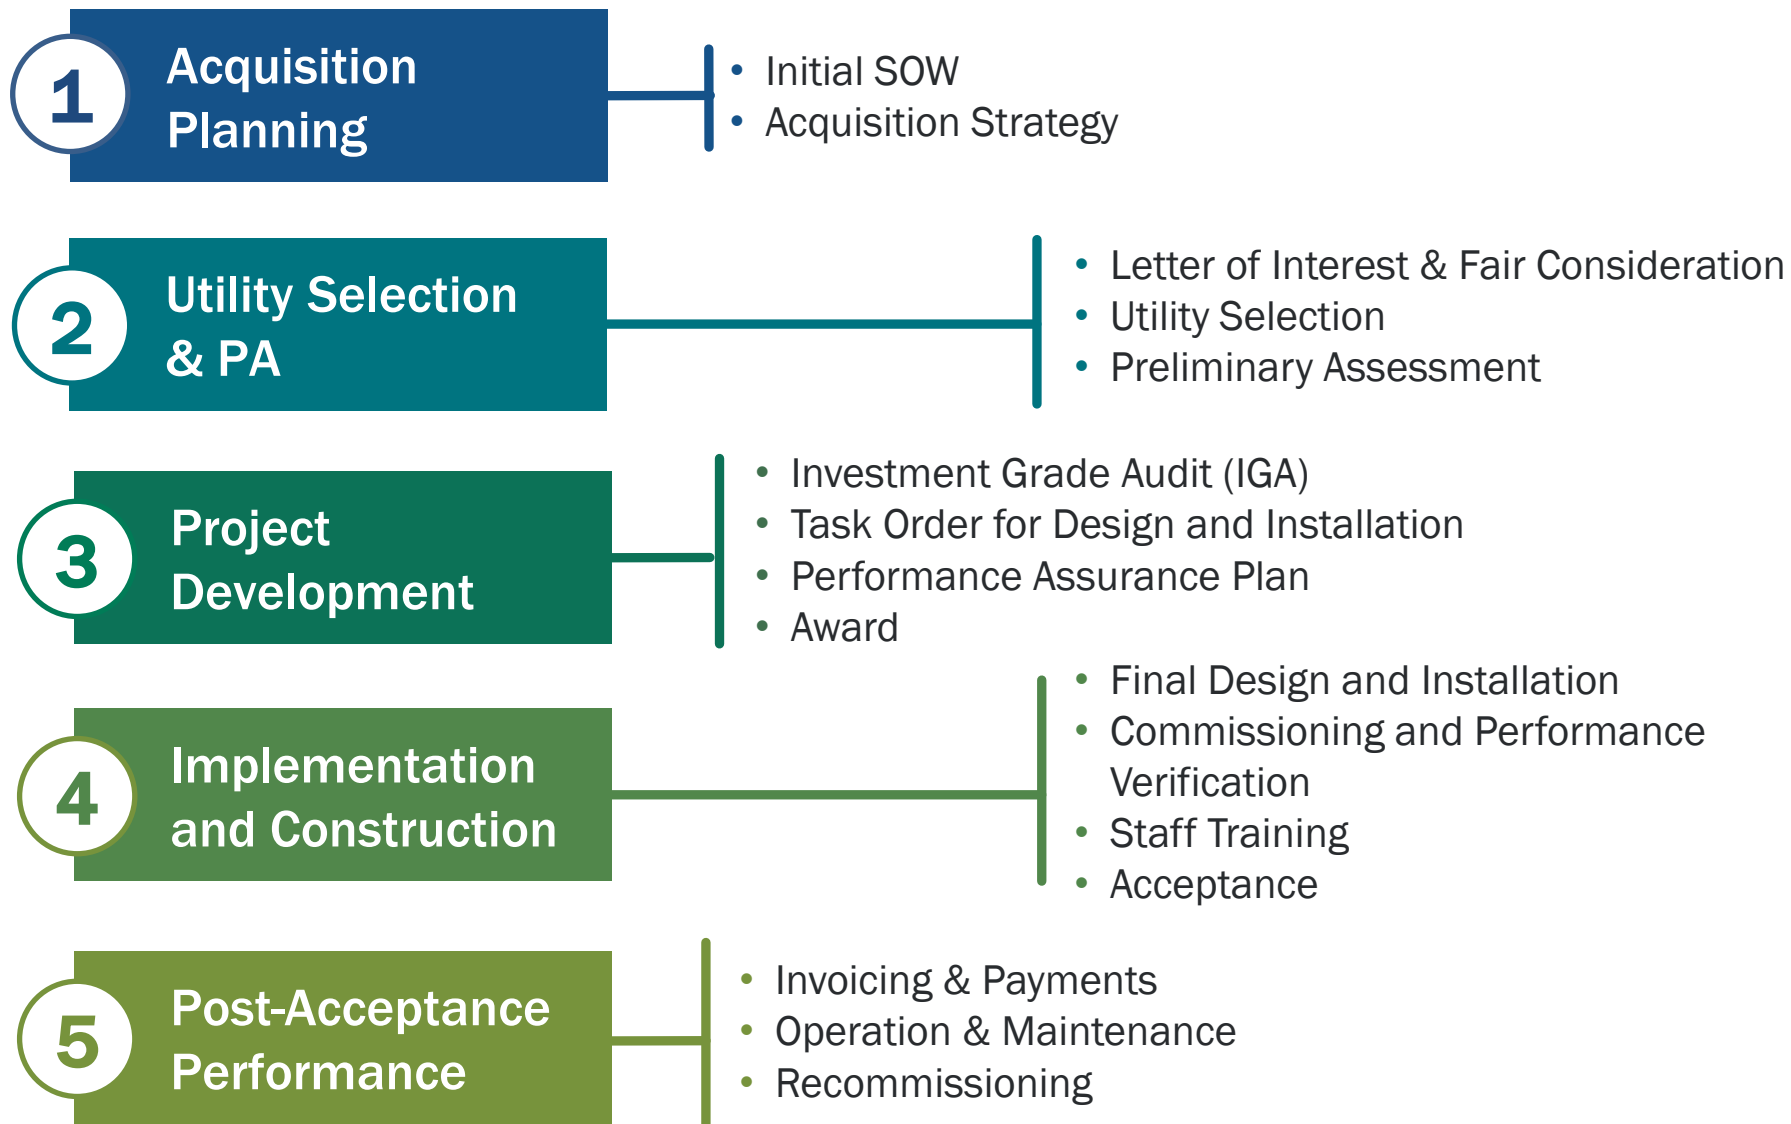 1
Acquisition
Planning
• Initial SOW
• Acquisition Strategy
2
Utility Selection
& PA
• Letter of Interest & Fair Consideration
• Utility Selection
• Preliminary Assessment
3
Project
Development
• Investment Grade Audit (IGA)
• Task Order for Design and Installation
• Performance Assurance Plan
• Award
4
Implementation
and Construction
• Final Design and Installation
• Commissioning and Performance
Verification
• Staff Training
• Acceptance
5
Post-Acceptance
Performance
• Invoicing & Payments
• Operation & Maintenance
• Recommissioning